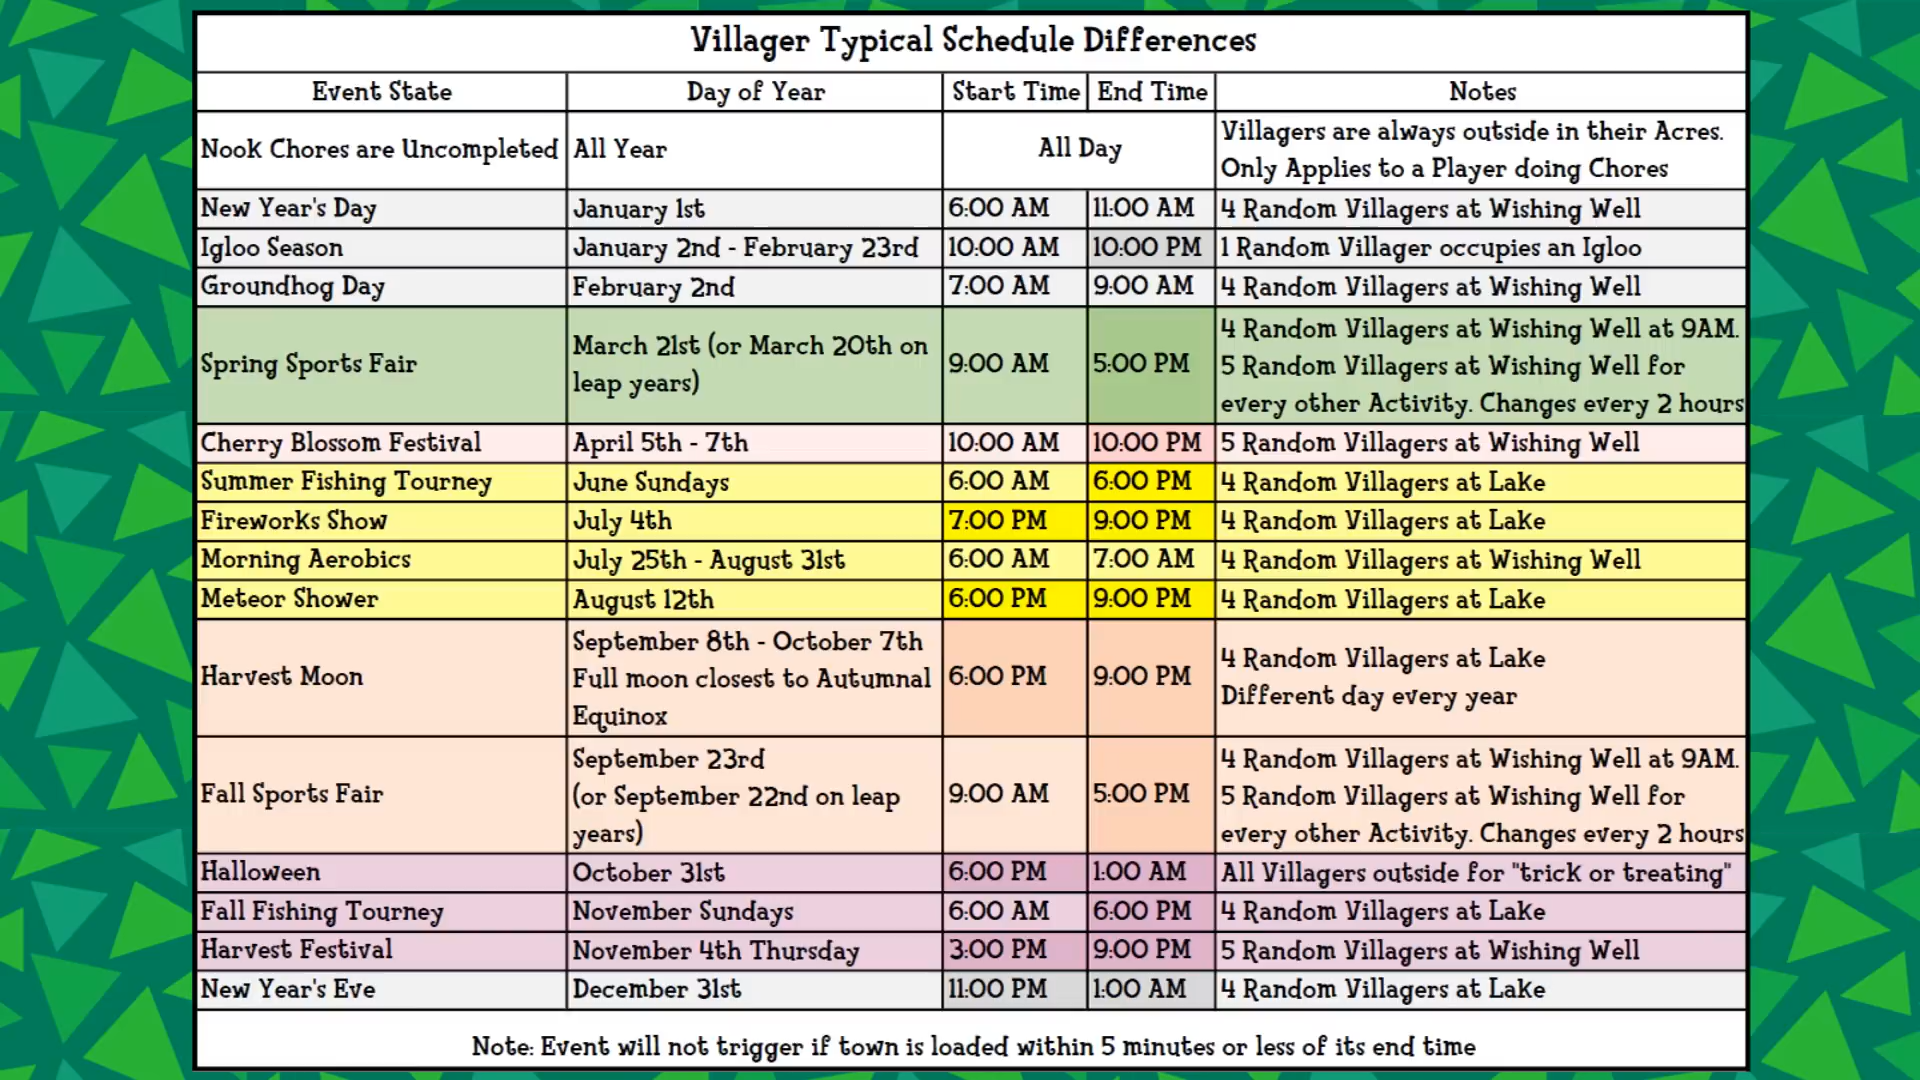 Villager Typical Schedule Differences
Event State Day of Year Start Time End Time Notes
Nook Chores are Uncompleted All Year All Day Villagers are always outside in their Acres.
Only Applies to a Player doing Chores
New Year's Day January 1st 6:00 AM 11:00 AM 4 Random Villagers at Wishing Well
Igloo Season January 2nd - February 23rd 10:00 AM 10:00 PM 1 Random Villager occupies an Igloo
Groundhog Day February 2nd 7:00 AM 9:00 AM 4 Random Villagers at Wishing Well
Spring Sports Fair
March 21st (or March 20th on
leap years)
9:00 AM 5:00 PM
4 Random Villagers at Wishing Well at 9AM.
5 Random Villagers at Wishing Well for
every other Activity. Changes every 2 hours
Cherry Blossom Festival April 5th - 7th 10:00 AM 10:00 PM 5 Random Villagers at Wishing Well
Summer Fishing Tourney June Sundays 6:00 AM 6:00 PM 4 Random Villagers at Lake
Fireworks Show July 4th 7:00 PM 9:00 PM 4 Random Villagers at Lake
Morning Aerobics July 25th - August 31st 6:00 AM 7:00 AM 4 Random Villagers at Wishing Well
Meteor Shower August 12th 6:00 PM 9:00 PM 4 Random Villagers at Lake
Harvest Moon
September 8th - October 7th
Full moon closest to Autumnal
Equinox
6:00 PM 9:00 PM
4 Random Villagers at Lake
Different day every year
Fall Sports Fair
September 23rd
(or September 22nd on leap
years)
9:00 AM 5:00 PM
4 Random Villagers at Wishing Well at 9AM.
5 Random Villagers at Wishing Well for
every other Activity. Changes every 2 hours
Halloween October 31st 6:00 PM 1:00 AM All Villagers outside for "trick or treating"
Fall Fishing Tourney November Sundays 6:00 AM 6:00 PM 4 Random Villagers at Lake
Harvest Festival November 4th Thursday 3:00 PM 9:00 PM 5 Random Villagers at Wishing Well
New Year's Eve December 31st 11:00 PM 1:00 AM 4 Random Villagers at Lake
Note: Event will not trigger if town is loaded within 5 minutes or less of its end time